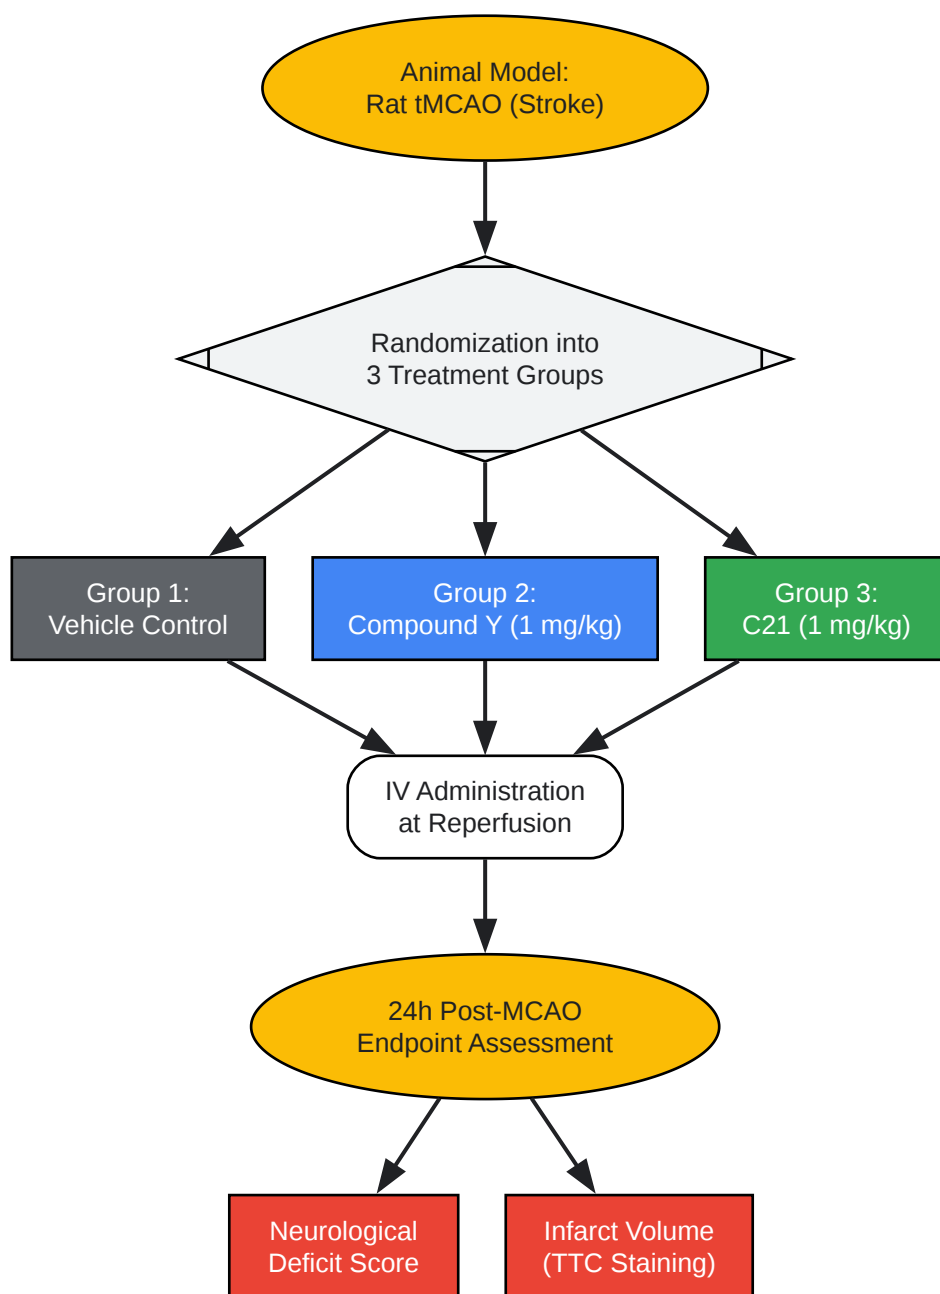 Animal Model:
Rat tMCAO (Stroke)
Randomization into
3 Treatment Groups
Group 1:
Vehicle Control
Group 2:
Compound Y (1 mg/kg)
Group 3:
C21 (1 mg/kg)
IV Administration
at Reperfusion
24h Post-MCAO
Endpoint Assessment
Neurological
Deficit Score
Infarct Volume
(TTC Staining)